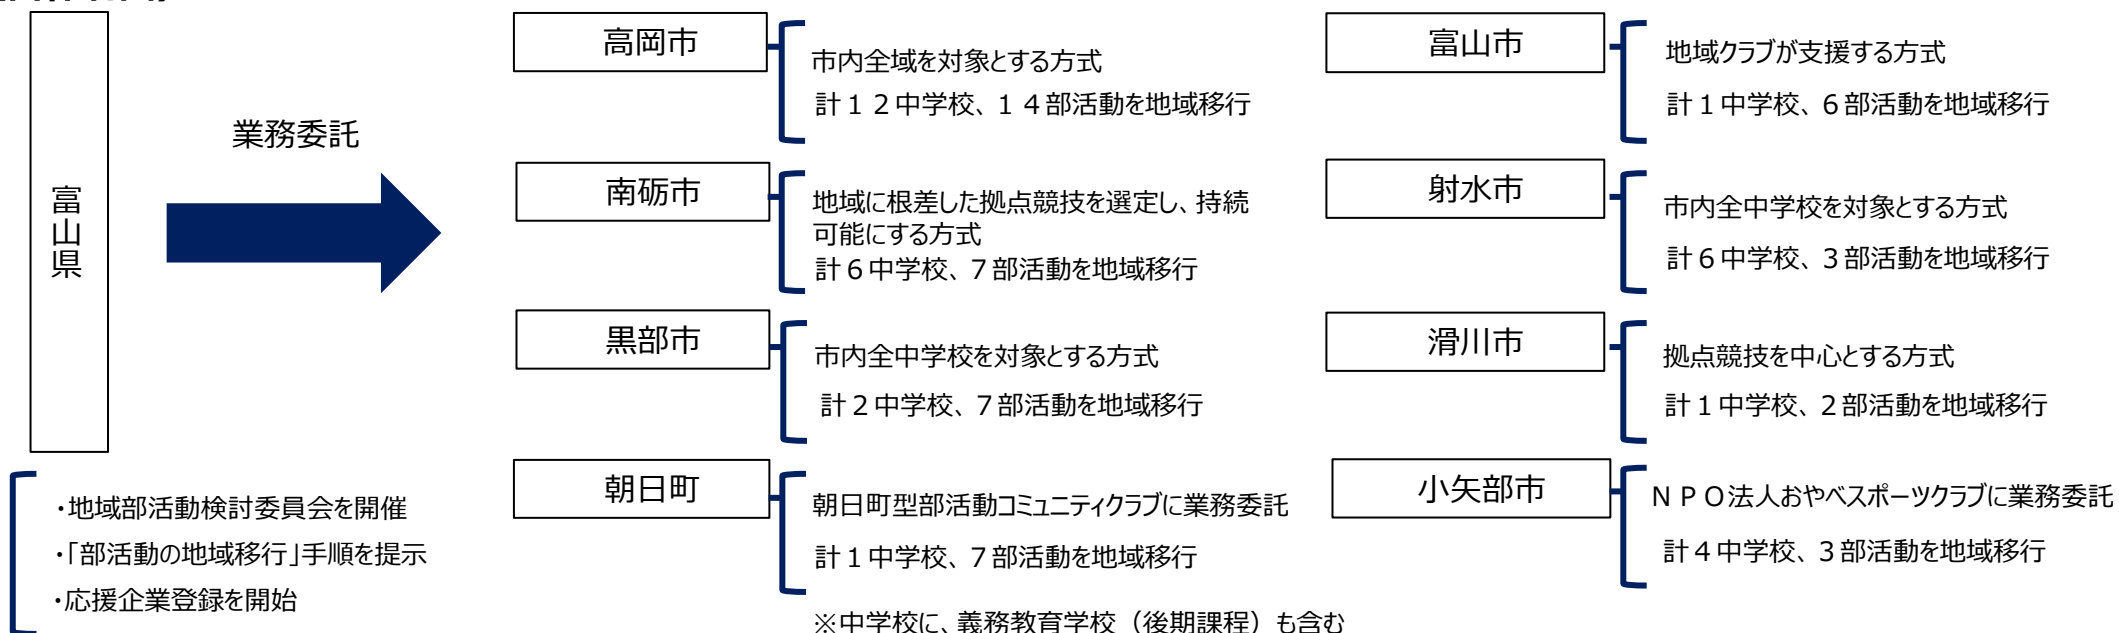 富山県
業務委託
・地域部活動検討委員会を開催
・「部活動の地域移行」手順を提示
・応援企業登録を開始
高岡市
市内全域を対象とする方式
計12中学校、14部活動を地域移行
南砺市
地域に根差した拠点競技を選定し、持続
可能にする方式
計6中学校、7部活動を地域移行
黒部市
市内全中学校を対象とする方式
計2中学校、7部活動を地域移行
朝日町
朝日町型部活動コミュニティクラブに業務委託
計1中学校、7部活動を地域移行
※中学校に、義務教育学校（後期課程）も含む
富山市
地域クラブが支援する方式
計1中学校、6部活動を地域移行
射水市
市内全中学校を対象とする方式
計6中学校、3部活動を地域移行
滑川市
拠点競技を中心とする方式
計1中学校、2部活動を地域移行
小矢部市
NPO法人おやべスポーツクラブに業務委託
計4中学校、3部活動を地域移行